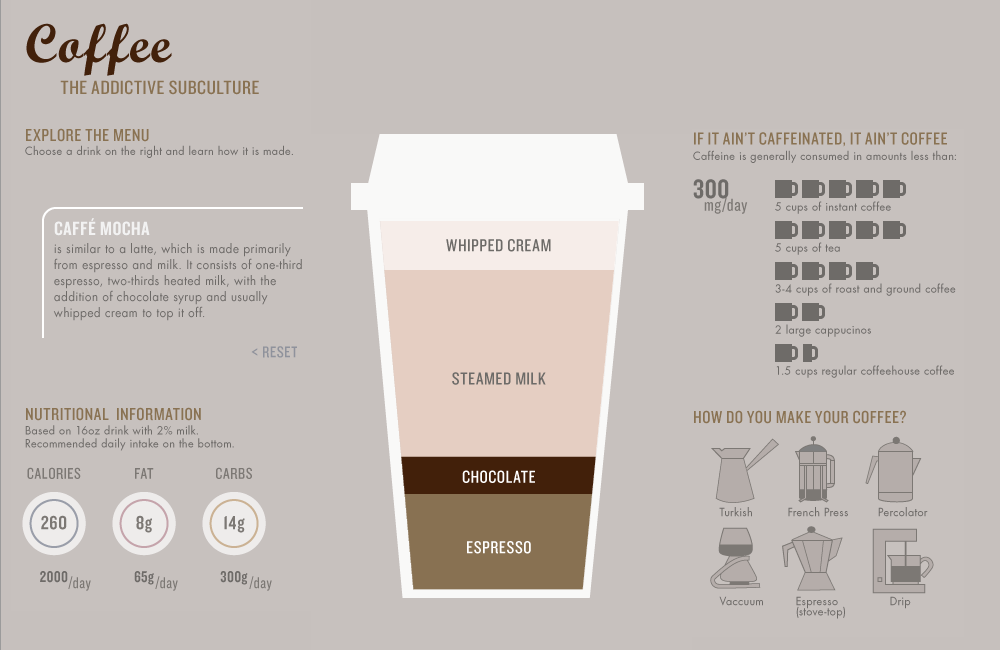 Coffee
THE ADDICTIVE SUBCULTURE
EXPLORE THE MENU
Choose a drink on the right and learn how it is made.
CAFFÉ MOCHA
is similar to a latte, which is made primarily
from espresso and milk. It consists of one-third
espresso, two-thirds heated milk, with the
addition of chocolate syrup and usually
whipped cream to top it off.
< RESET
NUTRITIONAL INFORMATION
Based on 16oz drink with 2% milk.
Recommended daily intake on the bottom.
CALORIES FAT CARBS
260 8g 14g
2000/day 65g/day 300g/day
WHIPPED CREAM
STEAMED MILK
CHOCOLATE
ESPRESSO
IF IT AIN'T CAFFEINATED, IT AIN'T COFFEE
Caffeine is generally consumed in amounts less than:
300
mg/day
5 cups of instant coffee
5 cups of tea
3-4 cups of roast and ground coffee
2 large cappucinos
1.5 cups regular coffeehouse coffee
HOW DO YOU MAKE YOUR COFFEE?
Turkish French Press Percolator
Vaccuum Espresso Drip
(stove-top)